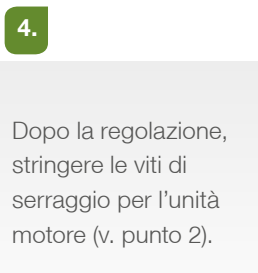 4.
Dopo la regolazione,
stringere le viti di
serraggio per l'unità
motore (v. punto 2).